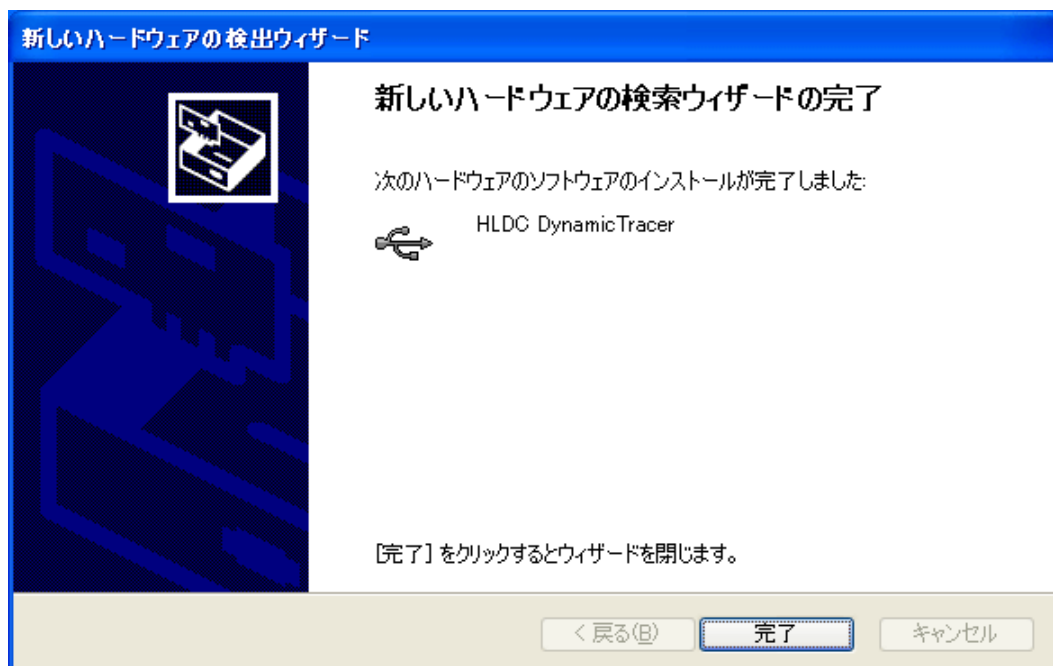 新しいハードウェアの検出ウィザード
新しいハードウェアの検索ウィザードの完了
次のハードウェアのソフトウェアのインストールが完了しました:
HLDC DynamicTracer
[完了] をクリックするとウィザードを閉じます。
< 戻る(B)
完了
キャンセル